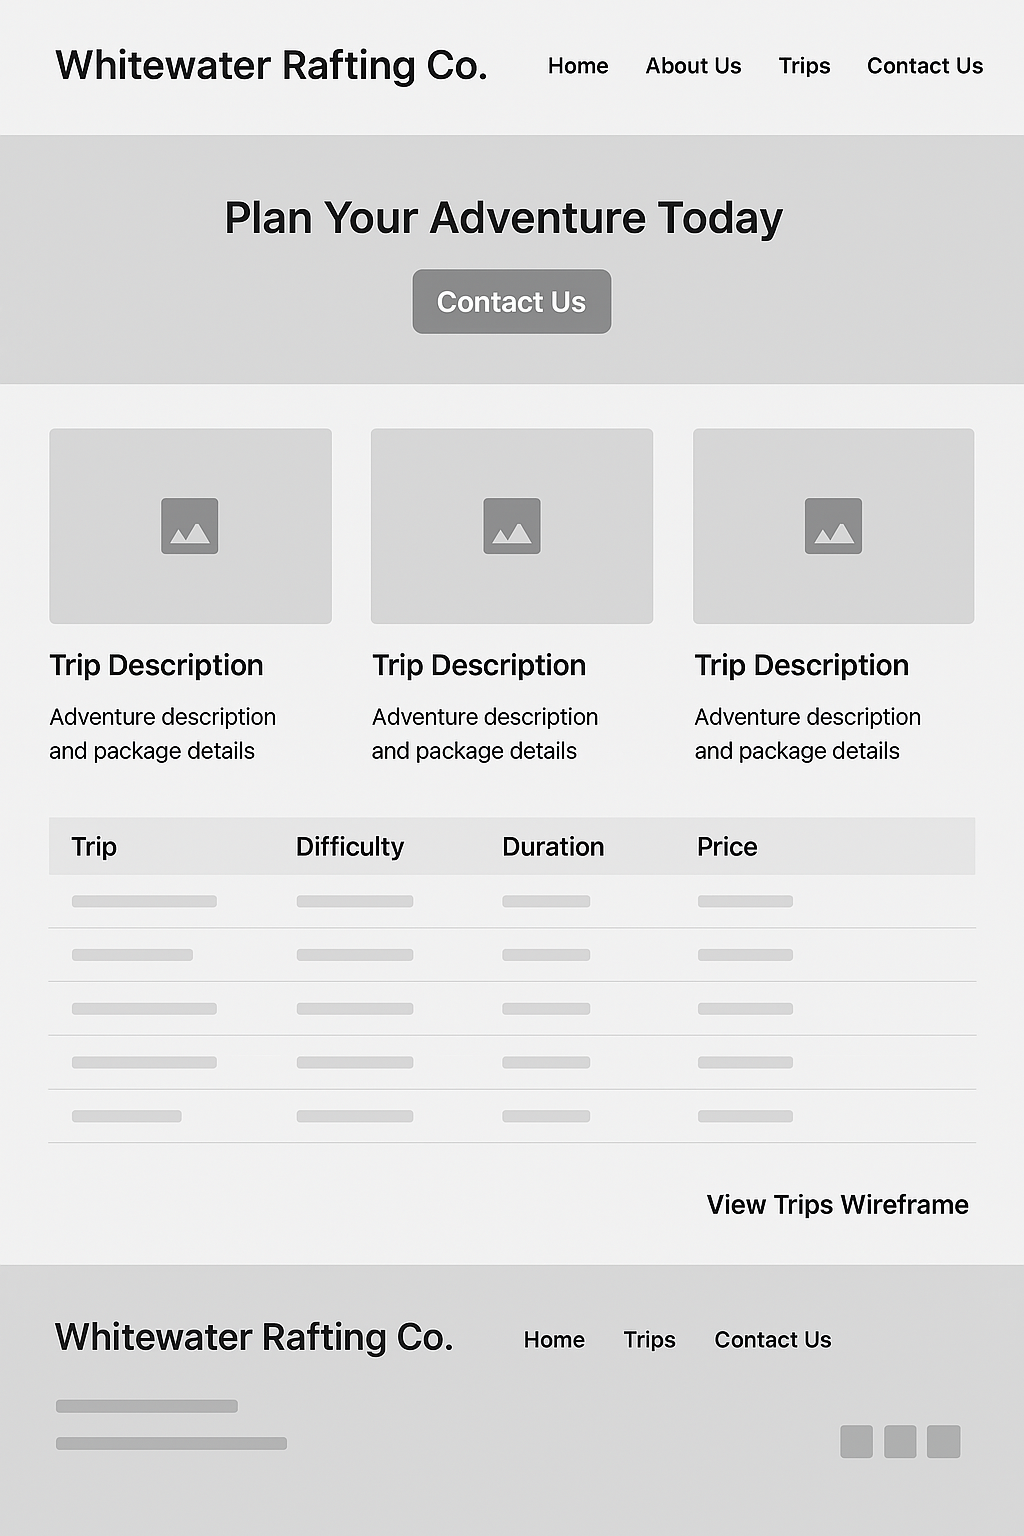 Whitewater Rafting Co.
Home About Us Trips Contact Us
Plan Your Adventure Today
Contact Us
Trip Description
Adventure description
and package details
Trip Description
Adventure description
and package details
Trip Description
Adventure description
and package details
Trip Difficulty Duration Price
View Trips Wireframe
Whitewater Rafting Co.
Home Trips Contact Us